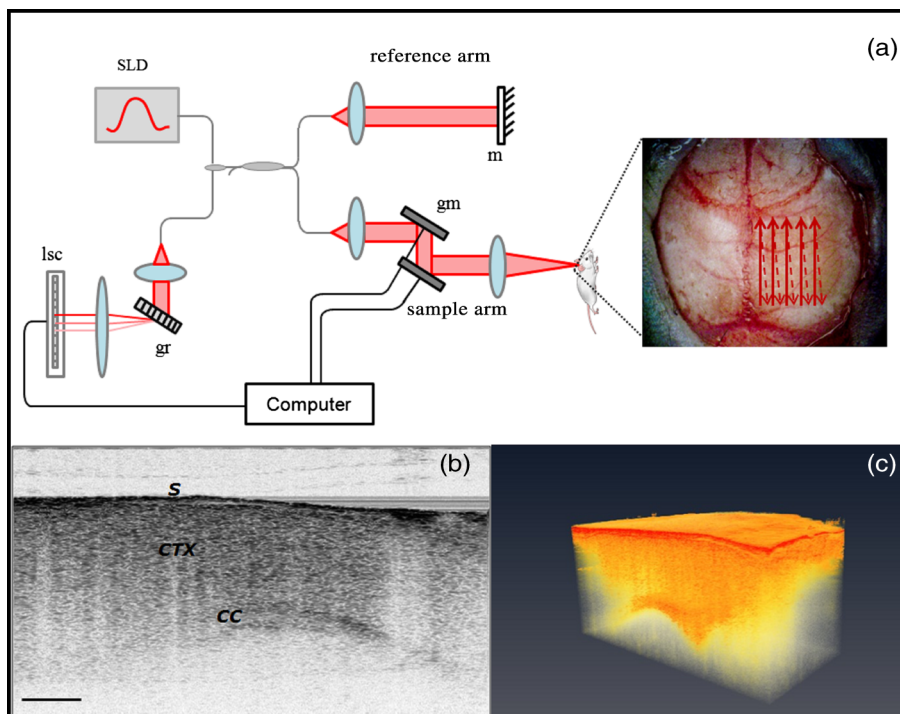 (a)
SLD
reference arm
m
gm
lsc
sample arm
gr
Computer
(b)
S
CTX
CC
(c)